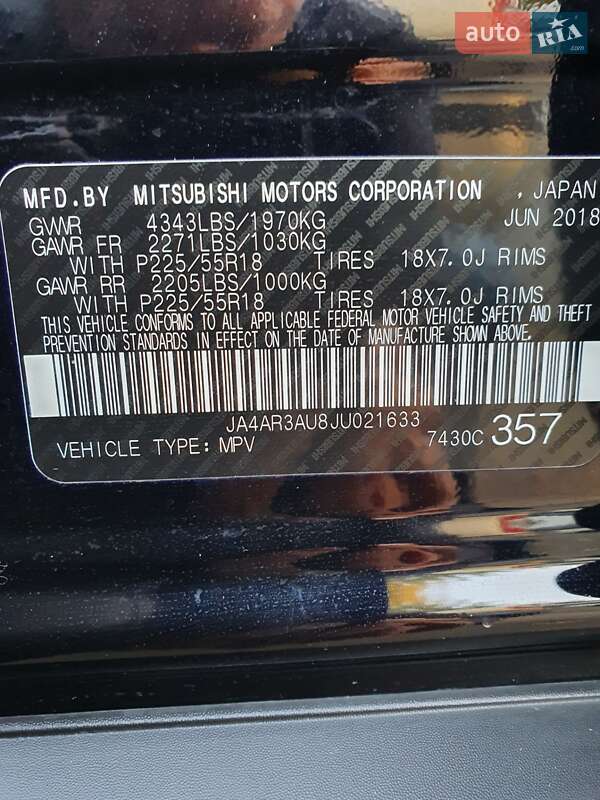 auto RIA.com
MFD.BY MITSUBISHI MOTORS CORPORATION , JAPAN
GVWR 4343LBS/1970KG JUN 2018
GAWR FR 2271LBS/1030KG
WITH P225/55R18 TIRES 18X7.0J RIMS
GAWR RR 2205LBS/1000KG
WITH P225/55R18 TIRES 18X7.0J RIMS
THIS VEHICLE CONFORMS TO ALL APPLICABLE FEDERAL MOTOR VEHICLE SAFETY AND THEFT
PREVENTION STANDARDS IN EFFECT ON THE DATE OF MANUFACTURE SHOWN ABOVE.
JA4AR3AU8JU021633
VEHICLE TYPE: MPV 7430C 357